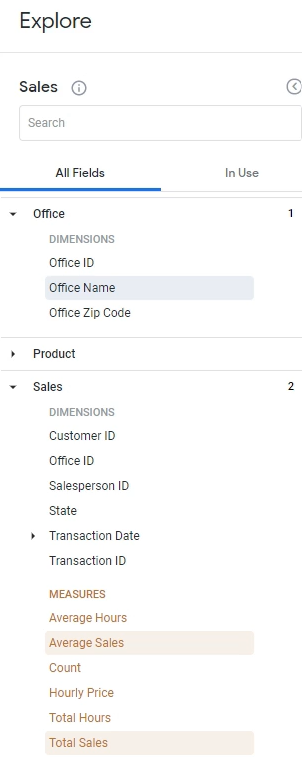 Explore
Sales
Search
All Fields
In Use
Office 1
DIMENSIONS
Office ID
Office Name
Office Zip Code
Product
Sales 2
DIMENSIONS
Customer ID
Office ID
Salesperson ID
State
Transaction Date
Transaction ID
MEASURES
Average Hours
Average Sales
Count
Hourly Price
Total Hours
Total Sales